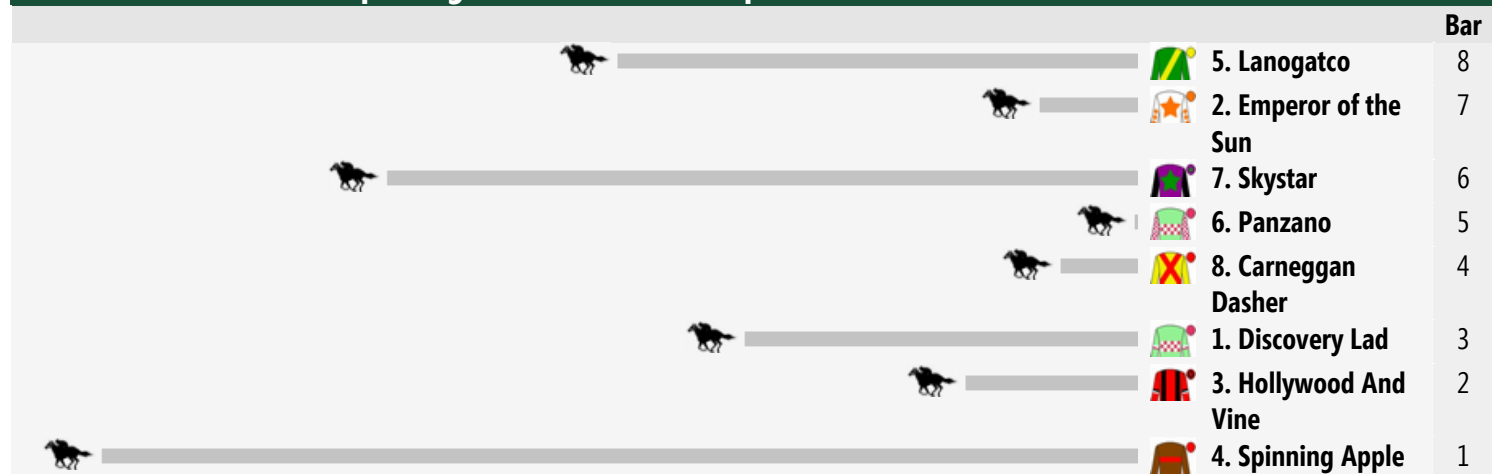 Bar
5. Lanogatco 8
2. Emperor of the 7
Sun
7. Skystar 6
6. Panzano 5
8. Carneggan 4
Dasher
1. Discovery Lad 3
3. Hollywood And 2
Vine
4. Spinning Apple 1